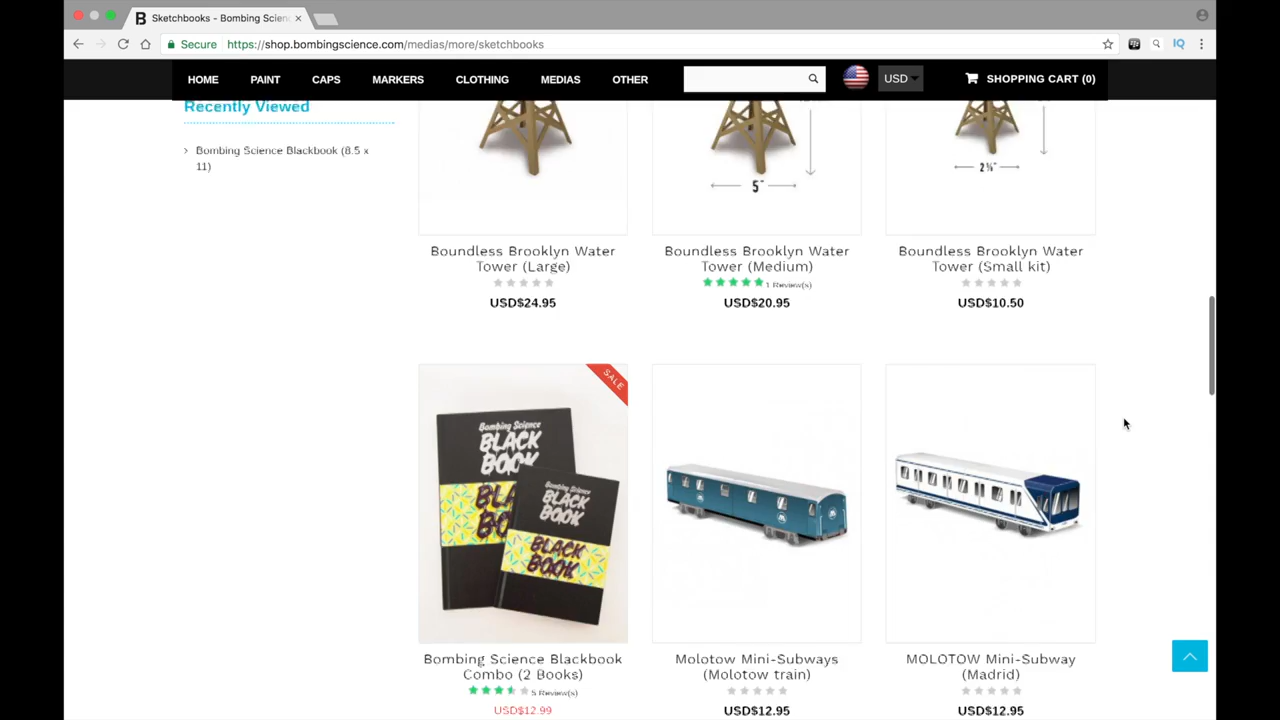 Sketchbooks - Bombing Scienc
Secure
https://shop.bombingscience.com/medias/more/sketchbooks
HOME
PAINT
CAPS
MARKERS
CLOTHING
MEDIAS
OTHER
USD
SHOPPING CART (0)
Recently Viewed
Bombing Science Blackbook (8.5 x
11)
5"
Boundless Brooklyn Water
Tower (Large)
USD$24.95
Boundless Brooklyn Water
Tower (Medium)
1 Review(s)
USD$20.95
Boundless Brooklyn Water
Tower (Small kit)
USD$10.50
SALE
Bombing Science
BLACK
BOOK
Bombing Science
BLACK
BOOK
BLACK
BOOK
Bombing Science Blackbook
Combo (2 Books)
5 Review(s)
USD$12.99
Molotow Mini-Subways
(Molotow train)
USD$12.95
MOLOTOW Mini-Subway
(Madrid)
USD$12.95